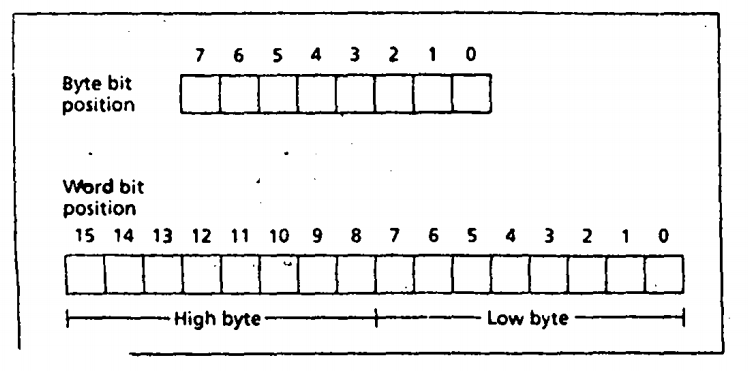 7 6 5 4 3 2 1 0
Byte bit
position
Word bit
position
15 14 13 12 11 10 9 8 7 6 5 4 3 2 1 0
High byte Low byte